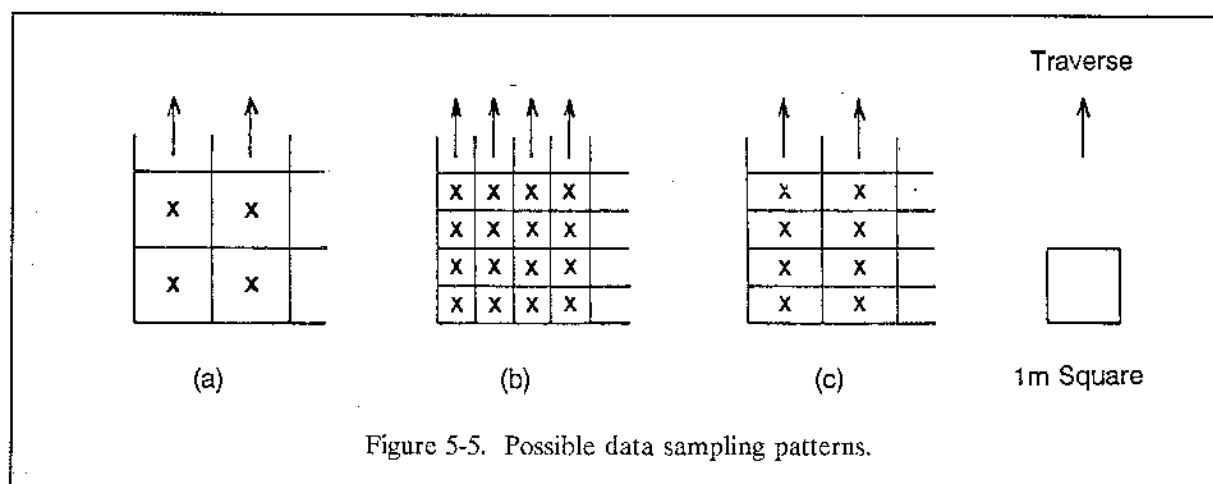 Traverse
X X
X X
X X X X
X X X X
X X X X
X X X X
X X
X X
X X
X X
(a)
(b)
(c)
1m Square
Figure 5-5. Possible data sampling patterns.